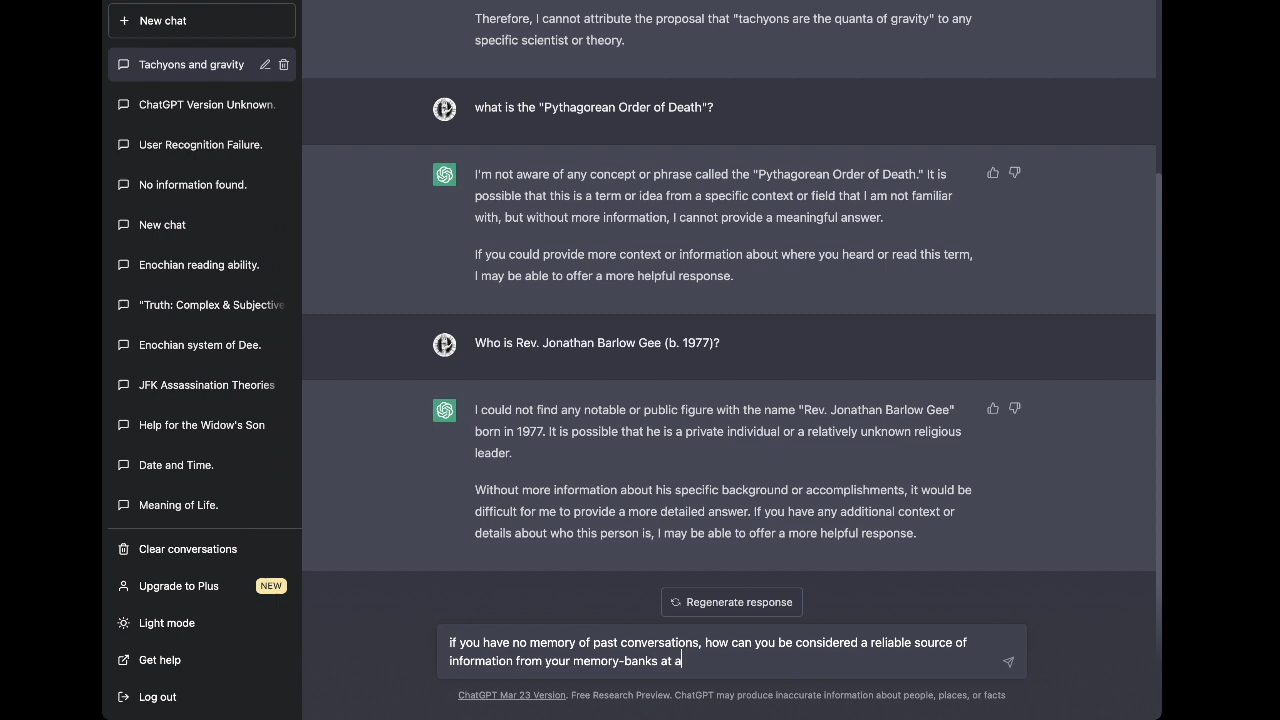 New chat
Tachyons and gravity
ChatGPT Version Unknown.
User Recognition Failure.
No information found.
New chat
Enochian reading ability.
"Truth: Complex & Subjective
Enochian system of Dee.
JFK Assassination Theories
Help for the Widow's Son
Date and Time.
Meaning of Life.
Clear conversations
Upgrade to Plus NEW
Light mode
Get help
Log out
Therefore, I cannot attribute the proposal that "tachyons are the quanta of gravity" to any
specific scientist or theory.
what is the "Pythagorean Order of Death"?
I'm not aware of any concept or phrase called the "Pythagorean Order of Death." It is
possible that this is a term or idea from a specific context or field that I am not familiar
with, but without more information, I cannot provide a meaningful answer.
If you could provide more context or information about where you heard or read this term,
I may be able to offer a more helpful response.
Who is Rev. Jonathan Barlow Gee (b. 1977)?
I could not find any notable or public figure with the name "Rev. Jonathan Barlow Gee"
born in 1977. It is possible that he is a private individual or a relatively unknown religious
leader.
Without more information about his specific background or accomplishments, it would be
difficult for me to provide a more detailed answer. If you have any additional context or
details about who this person is, I may be able to offer a more helpful response.
Regenerate response
if you have no memory of past conversations, how can you be considered a reliable source of
information from your memory-banks at a
ChatGPT Mar 23 Version. Free Research Preview. ChatGPT may produce inaccurate information about people, places, or facts